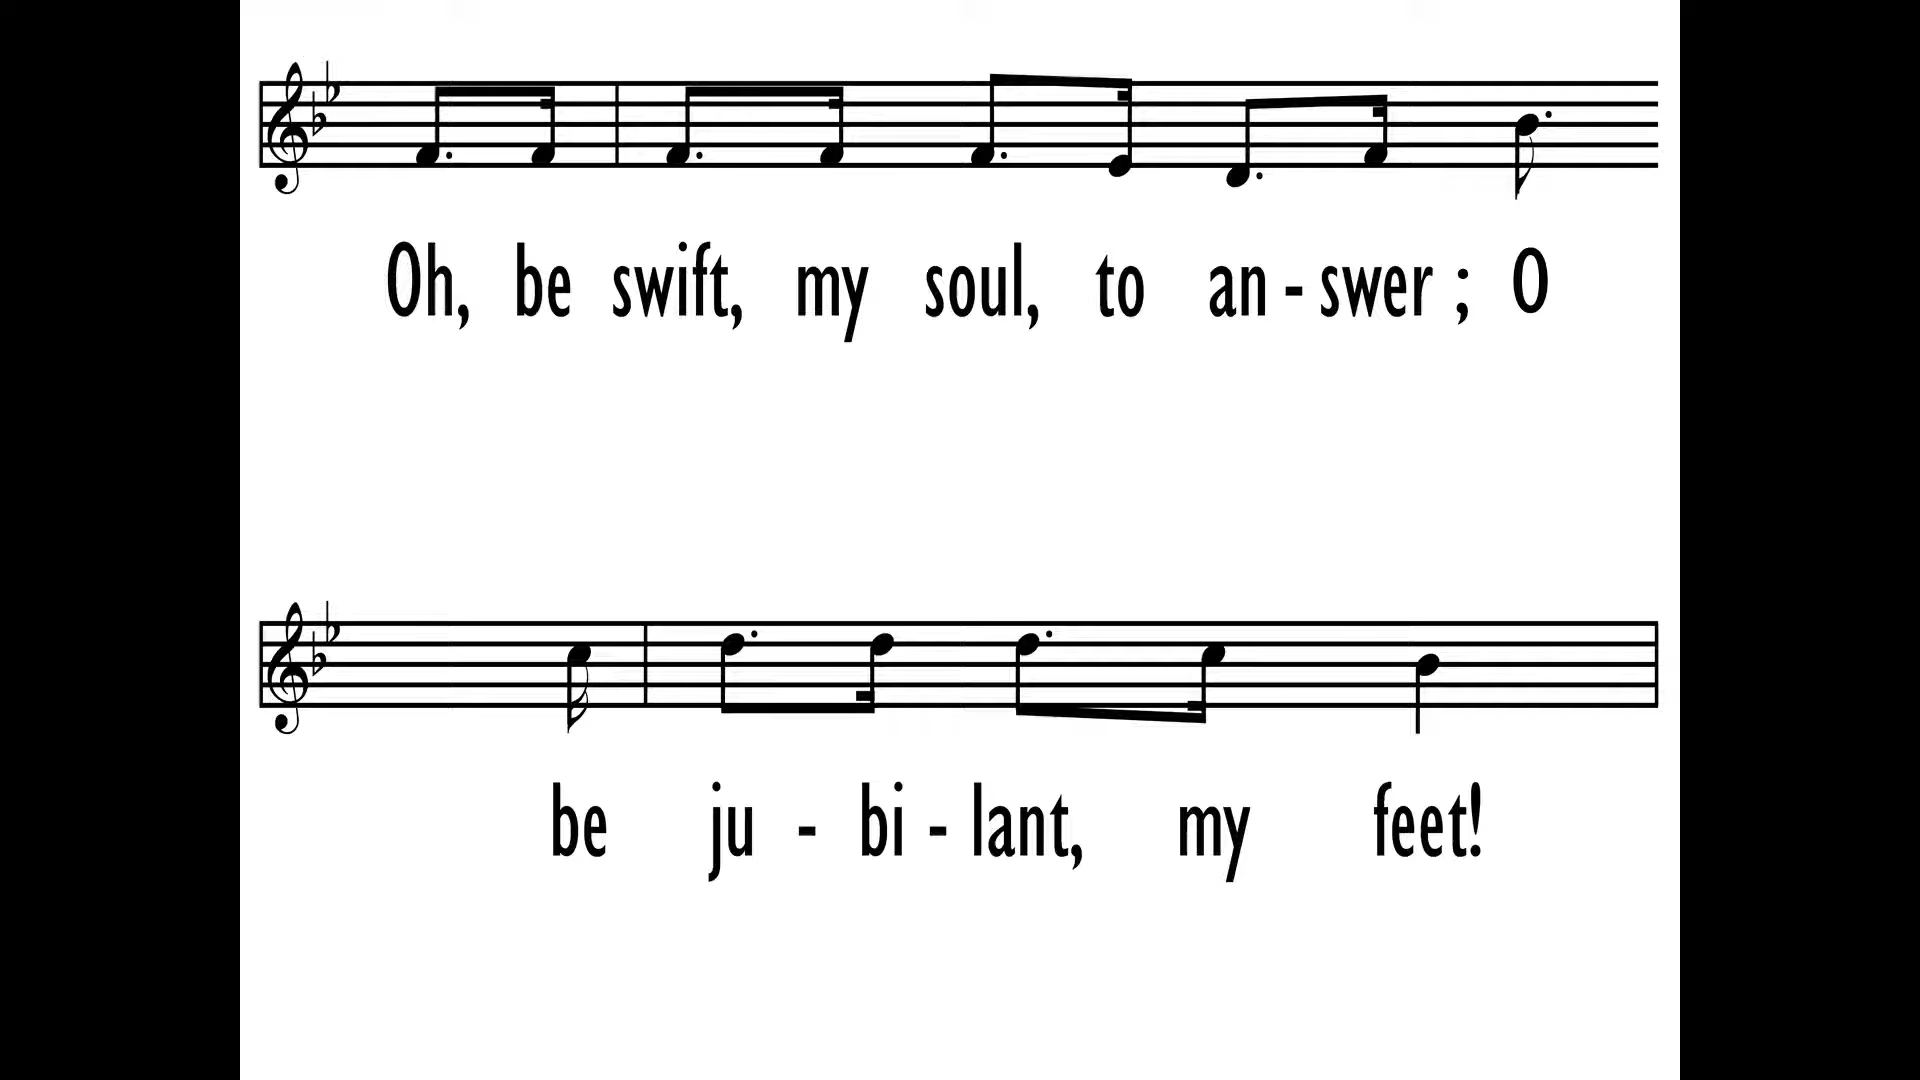 Oh, be swift, my soul, to an - swer ; O
be ju - bi - lant, my feet!